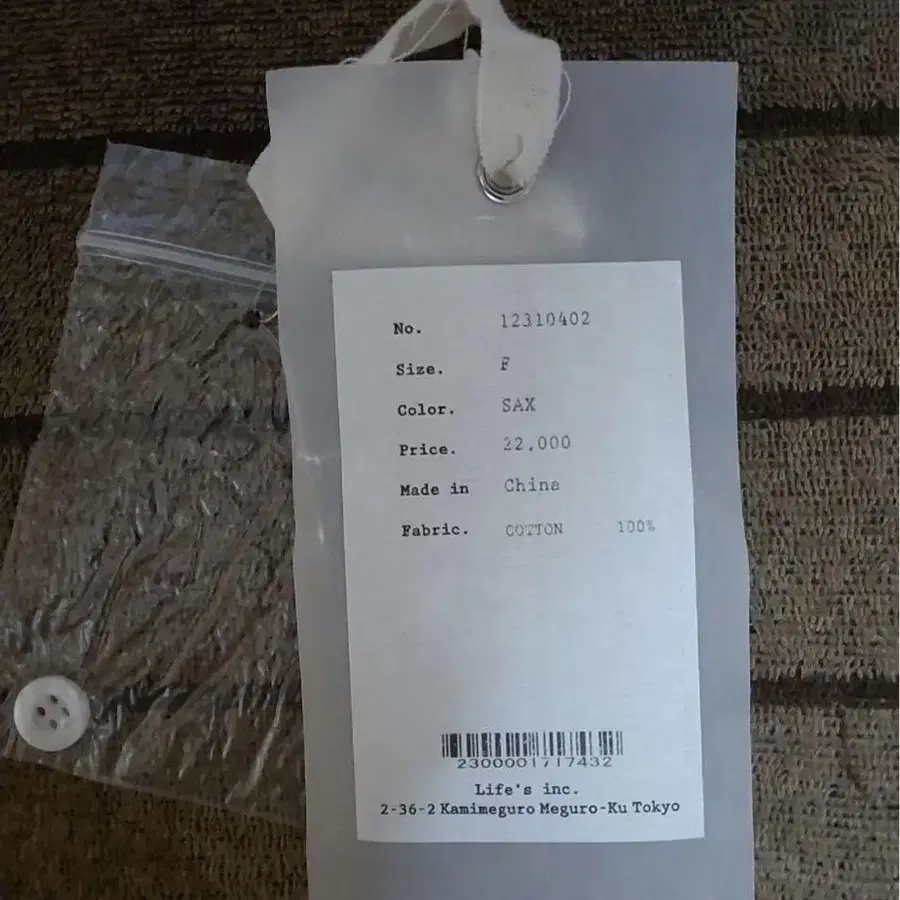 No. 12310402
Size. F
Color. SAX
Price. 22,000
Made in China
Fabric. COTTON 100%
2300001717432
Life's inc.
2-36-2 Kamimeguro Meguro-Ku Tokyo